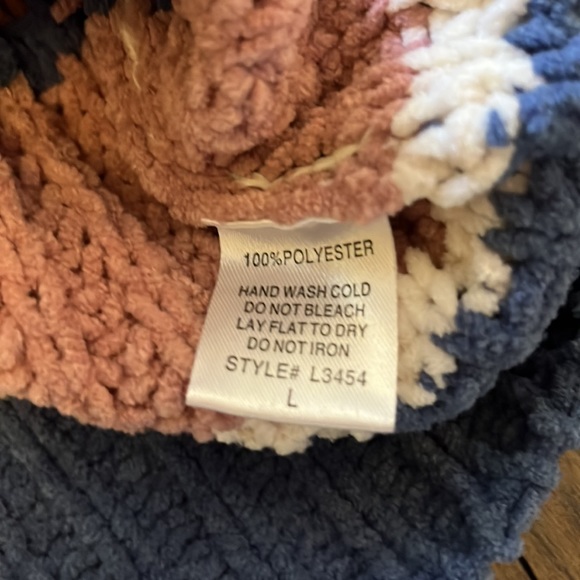 100%POLYESTER
HAND WASH COLD
DO NOT BLEACH
LAY FLAT TO DRY
DO NOT IRON
STYLE# L3454
L